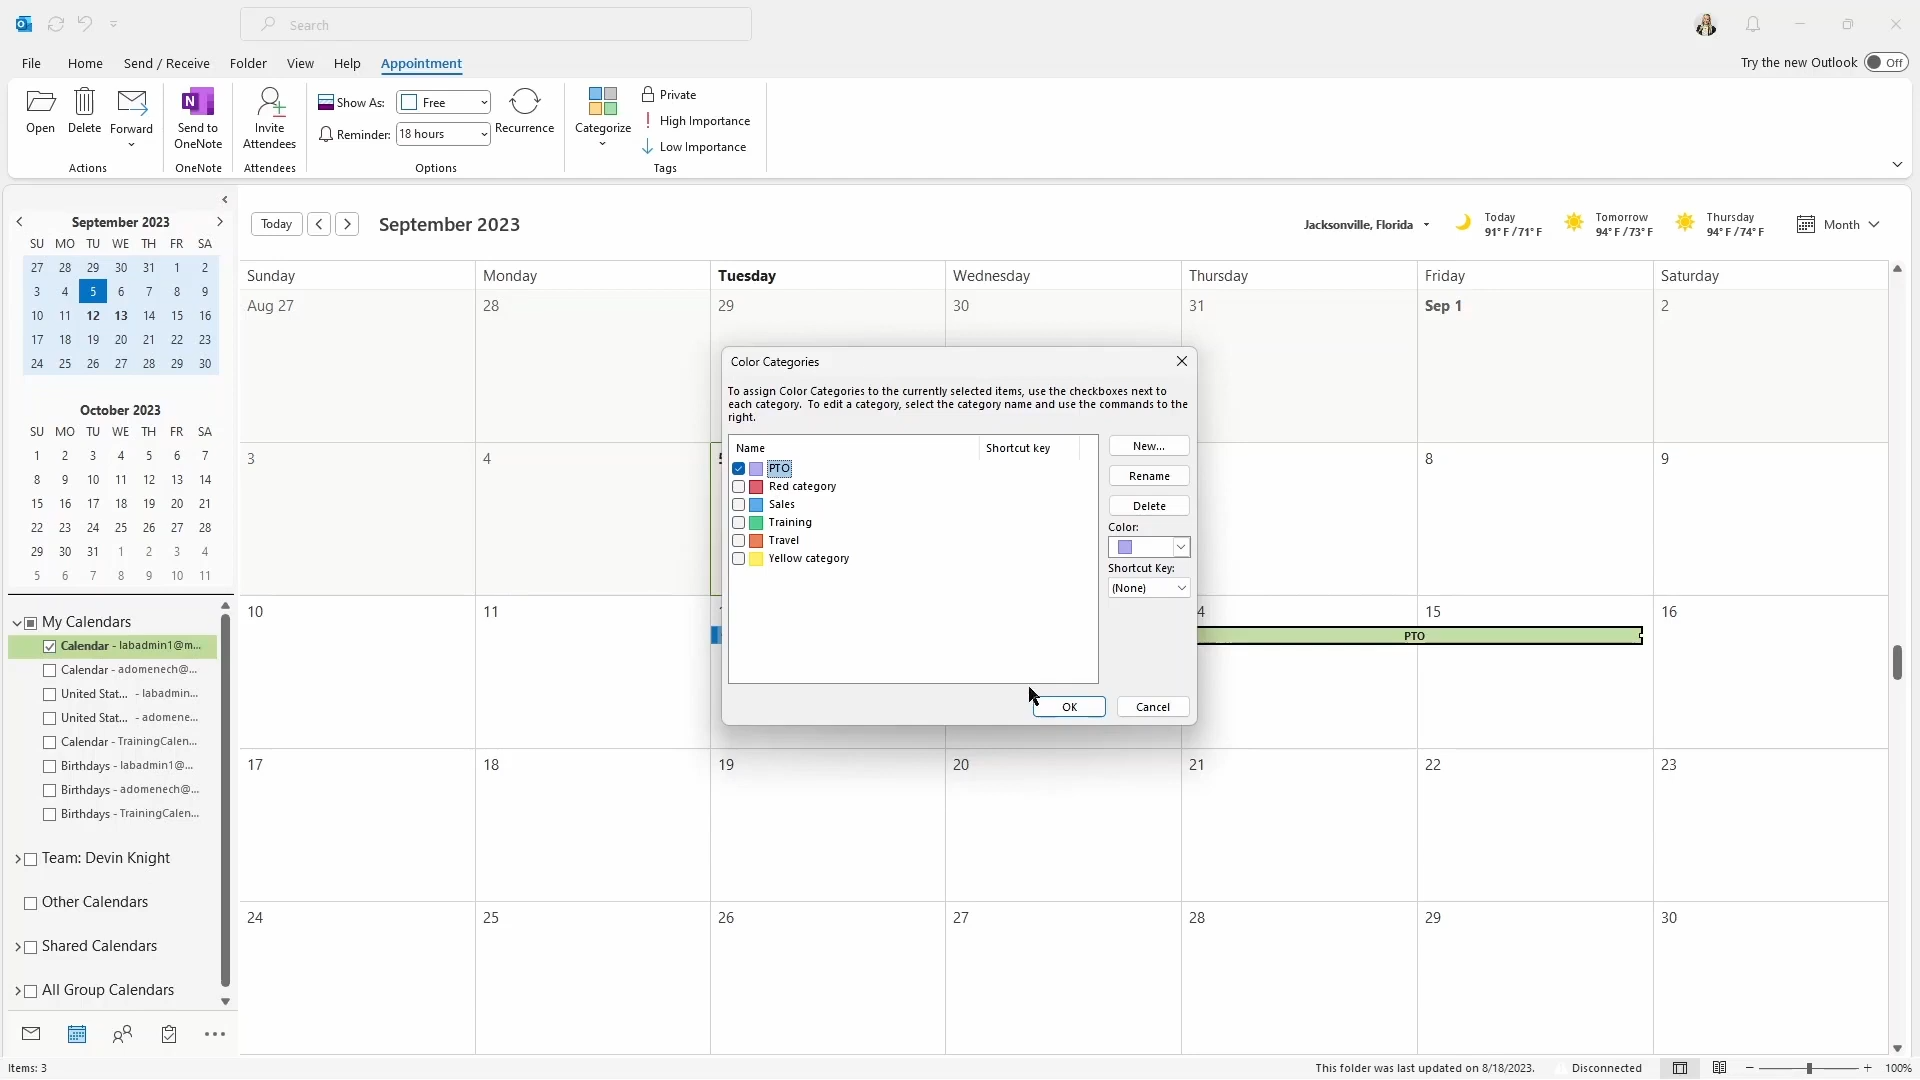 Search
File Home Send / Receive Folder View Help Appointment
Try the new Outlook Off
Open
Delete
Forward
Actions
Send to
OneNote
OneNote
Invite
Attendees
Attendees
Show As: Free
Reminder: 18 hours
Recurrence
Options
Categorize
Private
High Importance
Low Importance
Tags
September 2023
SU MO TU WE TH FR SA
27 28 29 30 31 1 2
3 4 5 6 7 8 9
10 11 12 13 14 15 16
17 18 19 20 21 22 23
24 25 26 27 28 29 30
October 2023
SU MO TU WE TH FR SA
1 2 3 4 5 6 7
8 9 10 11 12 13 14
15 16 17 18 19 20 21
22 23 24 25 26 27 28
29 30 31 1 2 3 4
5 6 7 8 9 10 11
My Calendars
Calendar - labadmin1@m...
Calendar - adomenech@...
United Stat... - labadmin...
United Stat... - adomene...
Calendar - TrainingCalen...
Birthdays - labadmin1@...
Birthdays - adomenech@...
Birthdays - TrainingCalen...
Team: Devin Knight
Other Calendars
Shared Calendars
All Group Calendars
Today
September 2023
Jacksonville, Florida
Today
91° F / 71° F
Tomorrow
94° F / 73° F
Thursday
94° F / 74° F
Month
Sunday Monday Tuesday Wednesday Thursday Friday Saturday
Aug 27 28 29 30 31 Sep 1 2
3 4 8 9
10 11 15 16
PTO
17 18 19 20 21 22 23
24 25 26 27 28 29 30
Color Categories
To assign Color Categories to the currently selected items, use the checkboxes next to
each category. To edit a category, select the category name and use the commands to the
right.
Name Shortcut key
PTO
Red category
Sales
Training
Travel
Yellow category
New...
Rename
Delete
Color:
Shortcut Key:
(None)
OK
Cancel
Items: 3
This folder was last updated on 8/18/2023.
Disconnected
100%